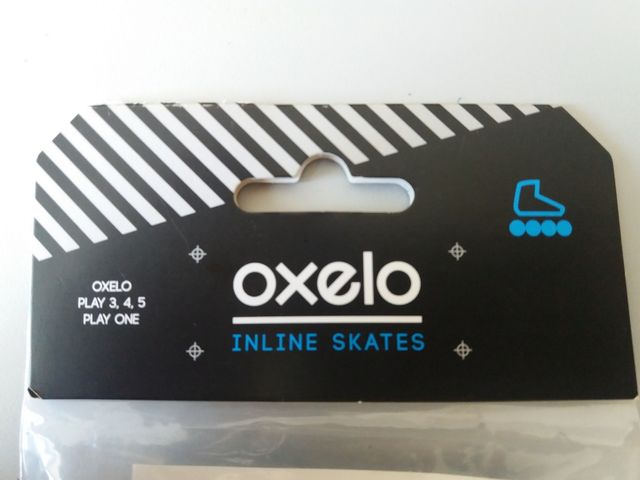 OXELO
PLAY 3, 4, 5
PLAY ONE
oxelo
INLINE SKATES